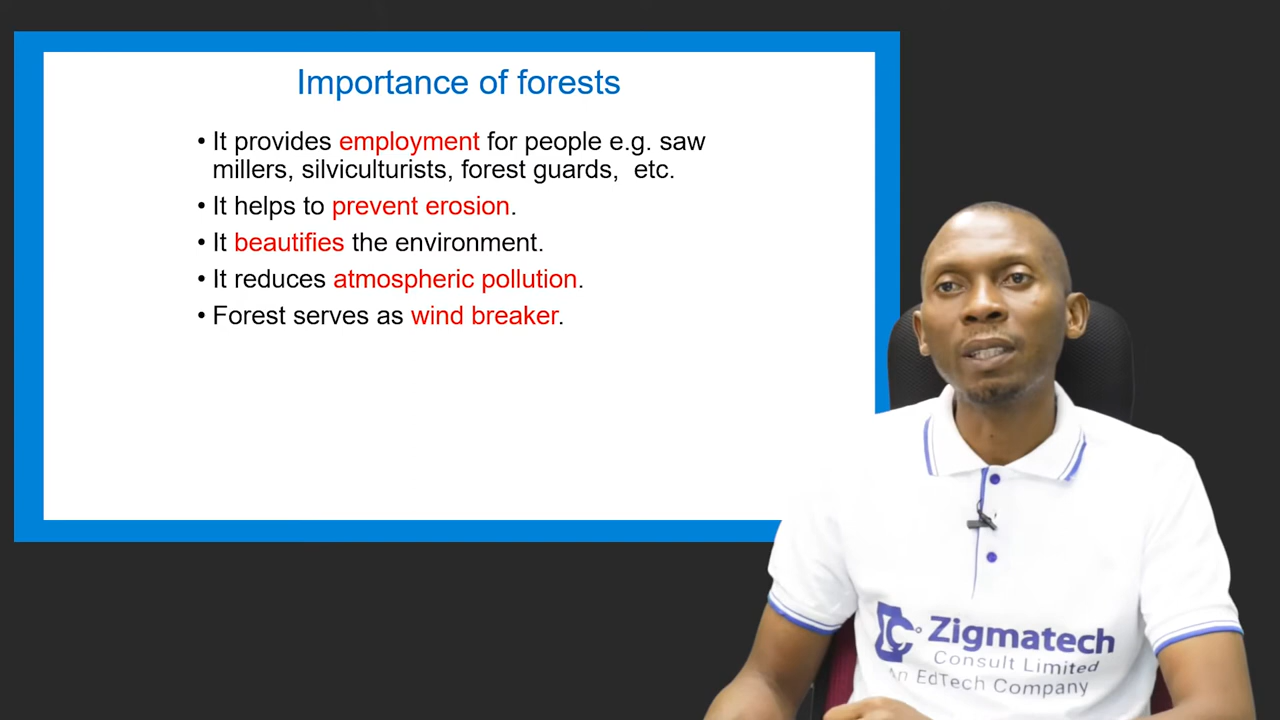 Importance of forests
• It provides employment for people e.g. saw
millers, silviculturists, forest guards, etc.
• It helps to prevent erosion.
• It beautifies the environment.
• It reduces atmospheric pollution.
• Forest serves as wind breaker.
Zigmatech
Consult Limited
An EdTech Company